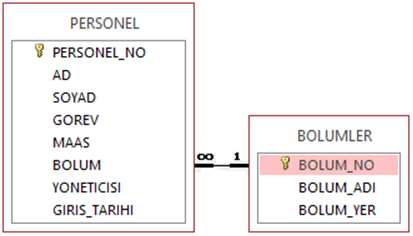 PERSONEL
PERSONEL_NO
AD
SOYAD
GOREV
MAAS
BOLUM
YONETICISI
GIRIS_TARIHI
∞ 1
BOLUMLER
BOLUM_NO
BOLUM_ADI
BOLUM_YER